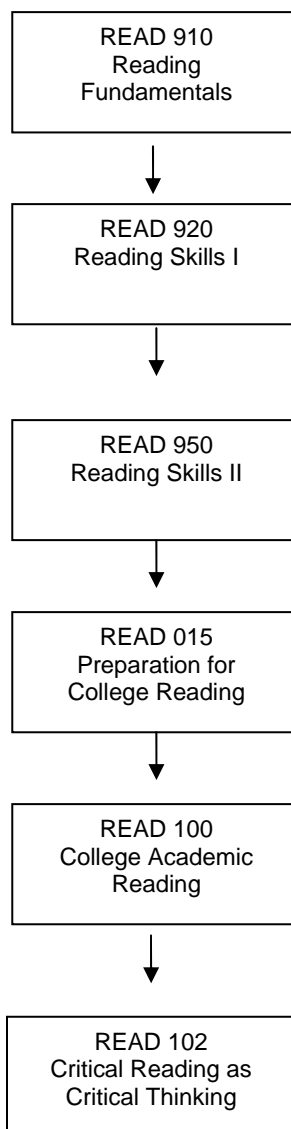 READ 910
Reading
Fundamentals
READ 920
Reading Skills I
READ 950
Reading Skills II
READ 015
Preparation for
College Reading
READ 100
College Academic
Reading
READ 102
Critical Reading as
Critical Thinking